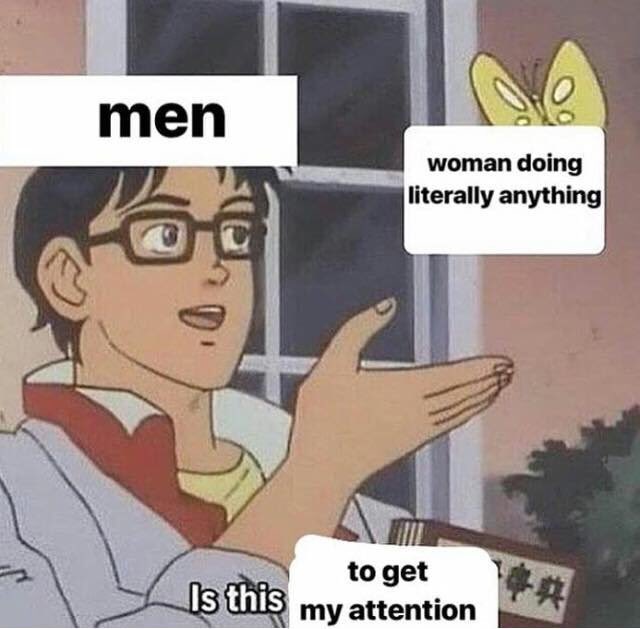 men
woman doing
literally anything
Is this
to get
my attention